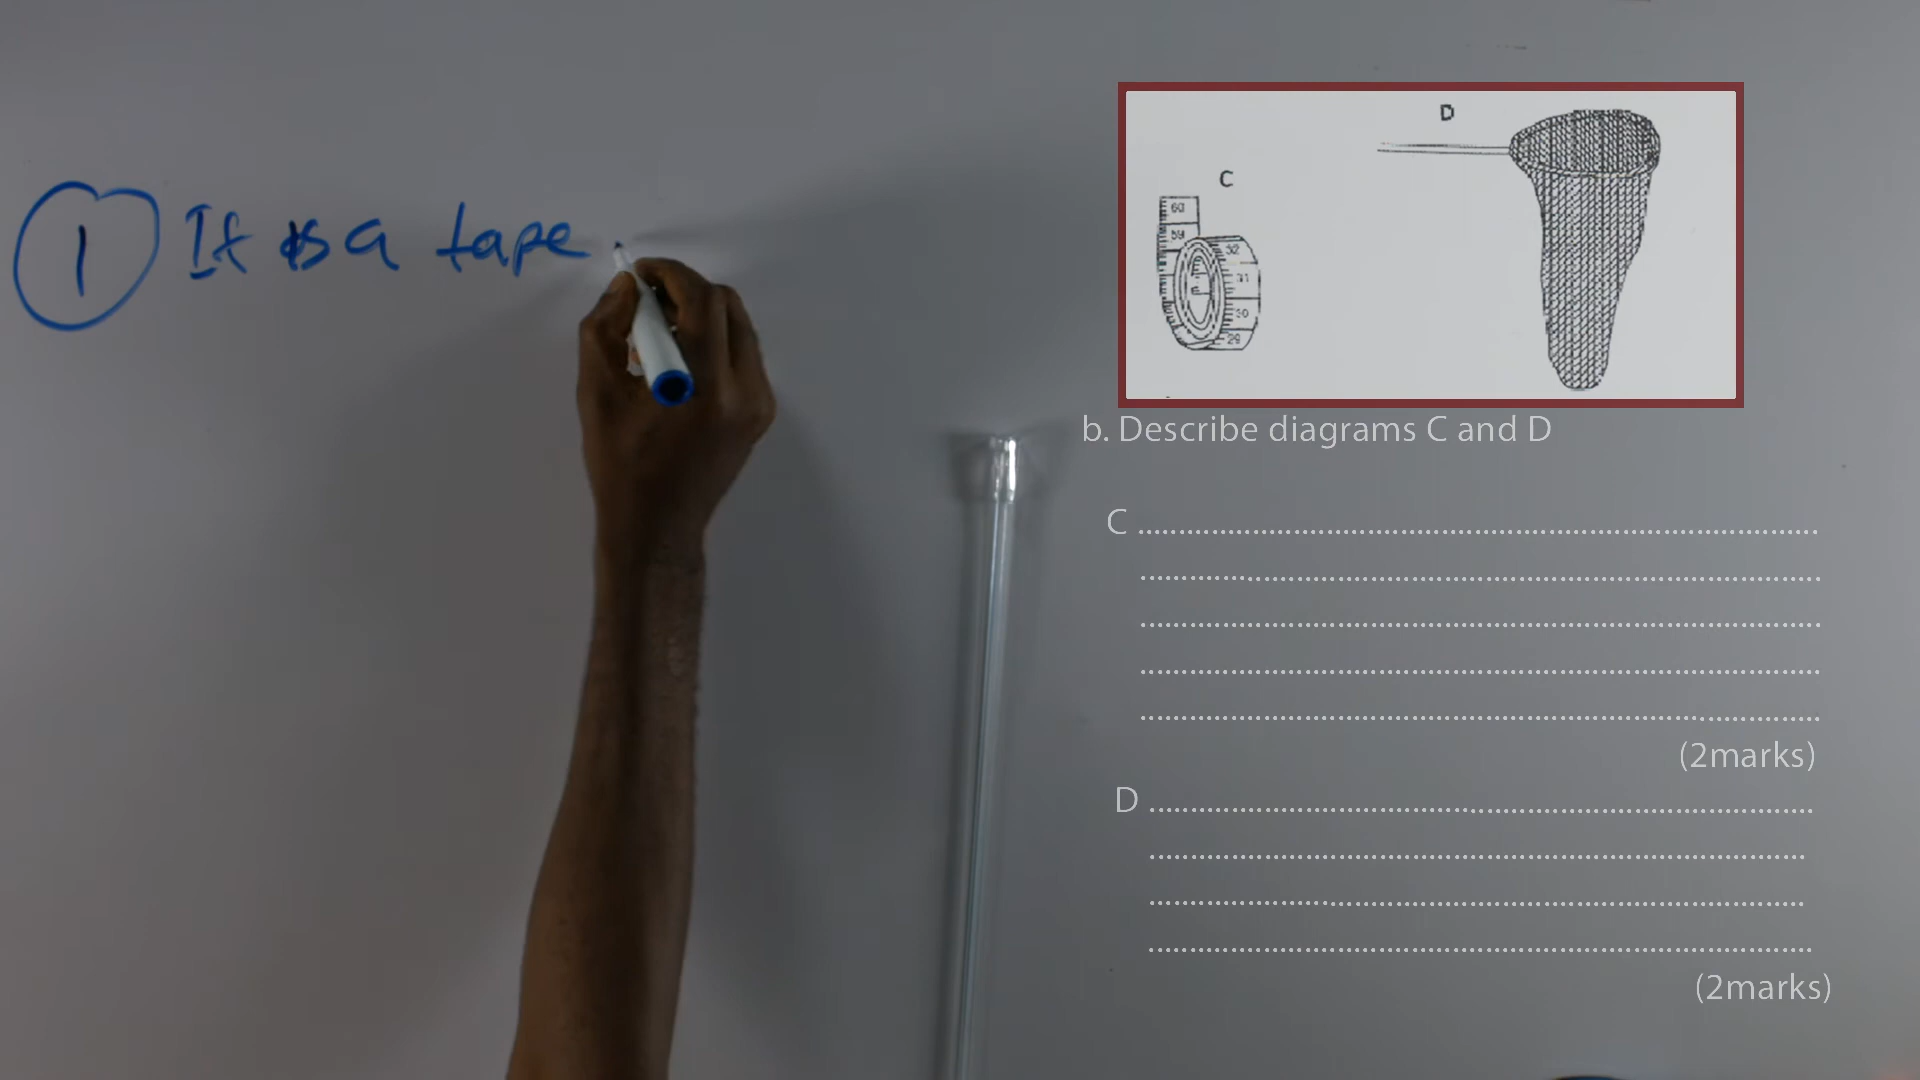 1 It is a tape
D
C
60
59
32
31
30
29
b. Describe diagrams C and D
C ....................................................................................
....................................................................................
....................................................................................
....................................................................................
....................................................................................
(2marks)
D ....................................................................................
....................................................................................
....................................................................................
....................................................................................
(2marks)